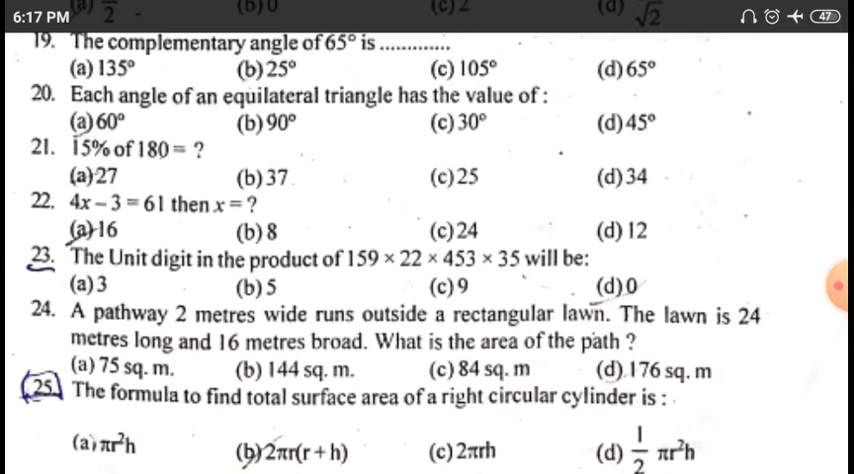 6:17 PM
47
(a) — 2 (b) 0 (c) 2 (d) √2
19. The complementary angle of 65° is .............
(a) 135° (b) 25° (c) 105° (d) 65°
20. Each angle of an equilateral triangle has the value of :
(a) 60° (b) 90° (c) 30° (d) 45°
21. 15% of 180 = ?
(a) 27 (b) 37 (c) 25 (d) 34
22. 4x – 3 = 61 then x = ?
(a) 16 (b) 8 (c) 24 (d) 12
23. The Unit digit in the product of 159 × 22 × 453 × 35 will be:
(a) 3 (b) 5 (c) 9 (d) 0
24. A pathway 2 metres wide runs outside a rectangular lawn. The lawn is 24
metres long and 16 metres broad. What is the area of the path ?
(a) 75 sq. m. (b) 144 sq. m. (c) 84 sq. m (d) 176 sq. m
25. The formula to find total surface area of a right circular cylinder is :
(a) πr²h (b) 2πr(r + h) (c) 2πrh (d) 1/2 πr²h